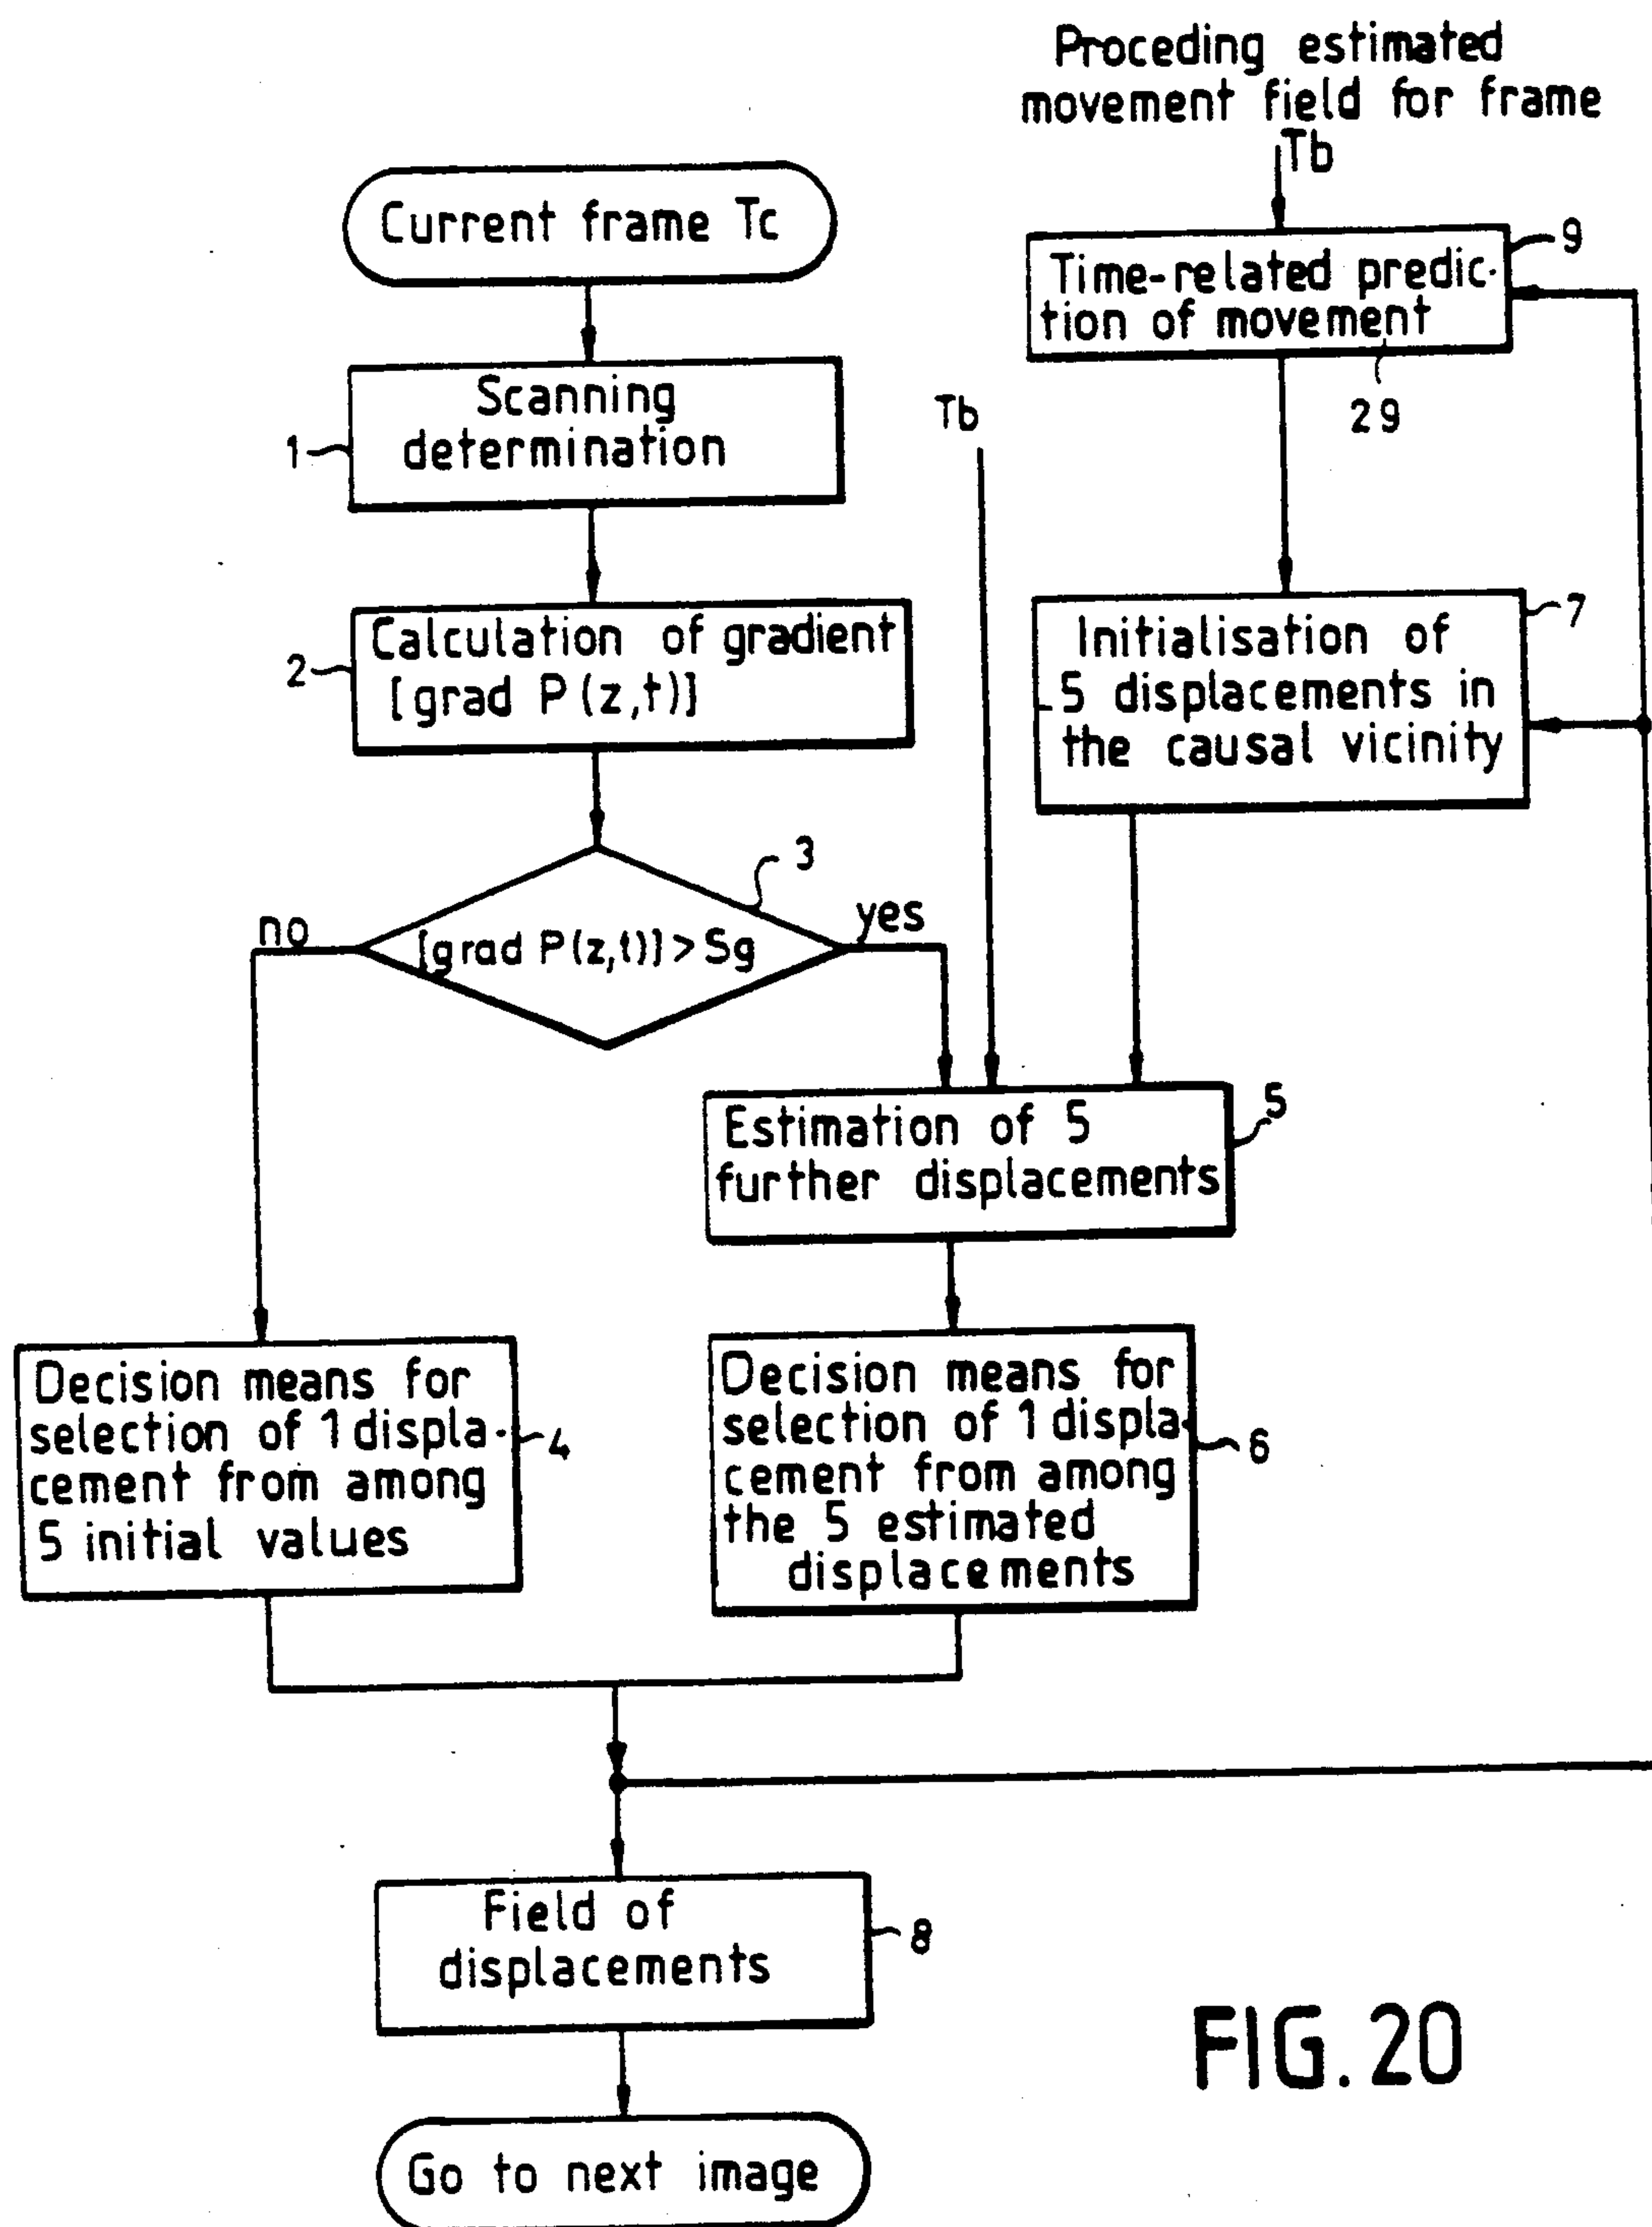 Proceding estimated
movement field for frame
Tb
Current frame Tc
Time-related predic-
tion of movement
9
29
Scanning
determination
1
Tb
Calculation of gradient
[grad P(z,t)]
2
Initialisation of
5 displacements in
the causal vicinity
7
3
no
[grad P(z,t)] > Sg
yes
Estimation of 5
further displacements
5
Decision means for
selection of 1 displa-
cement from among
5 initial values
4
Decision means for
selection of 1 displa-
cement from among
the 5 estimated
displacements
6
Field of
displacements
8
Go to next image
FIG. 20